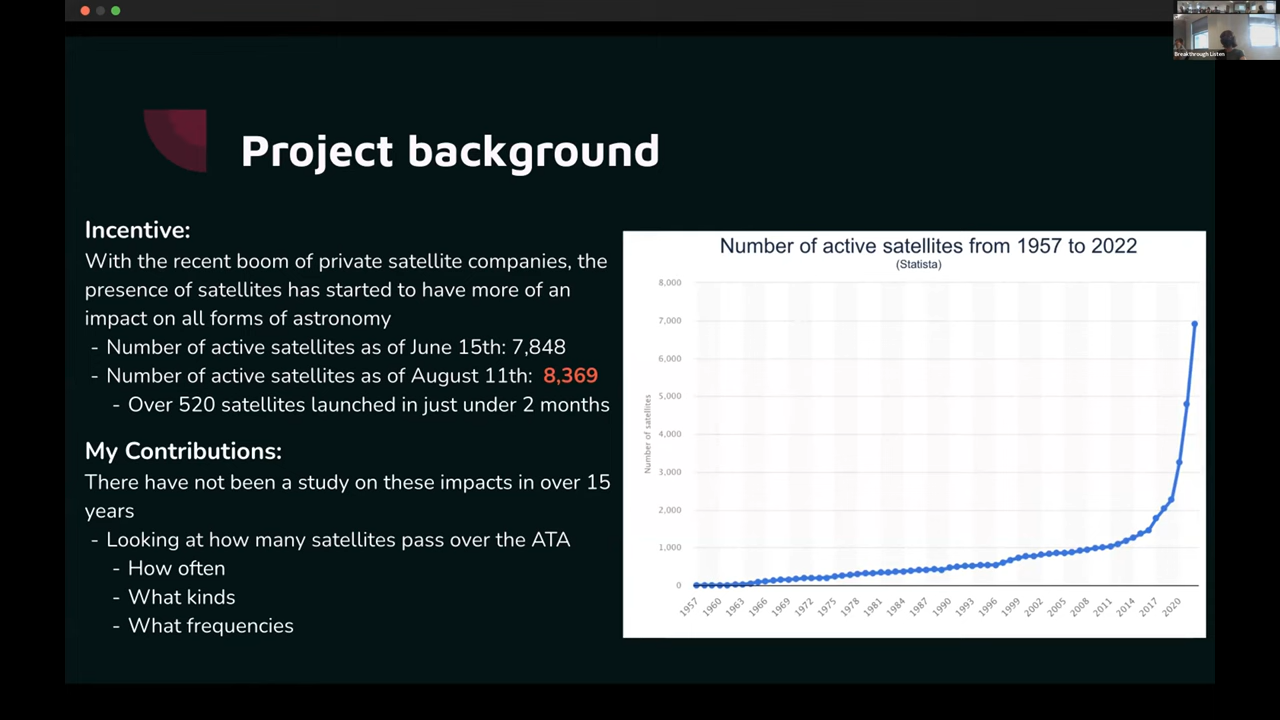 Breakthrough Listen
Project background
Incentive:
With the recent boom of private satellite companies, the
presence of satellites has started to have more of an
impact on all forms of astronomy
- Number of active satellites as of June 15th: 7,848
- Number of active satellites as of August 11th: 8,369
- Over 520 satellites launched in just under 2 months
My Contributions:
There have not been a study on these impacts in over 15
years
- Looking at how many satellites pass over the ATA
- How often
- What kinds
- What frequencies
Number of active satellites from 1957 to 2022
(Statista)
Number of satellites
8,000
7,000
6,000
5,000
4,000
3,000
2,000
1,000
0
1957
1960
1963
1966
1969
1972
1975
1978
1981
1984
1987
1990
1993
1996
1999
2002
2005
2008
2011
2014
2017
2020